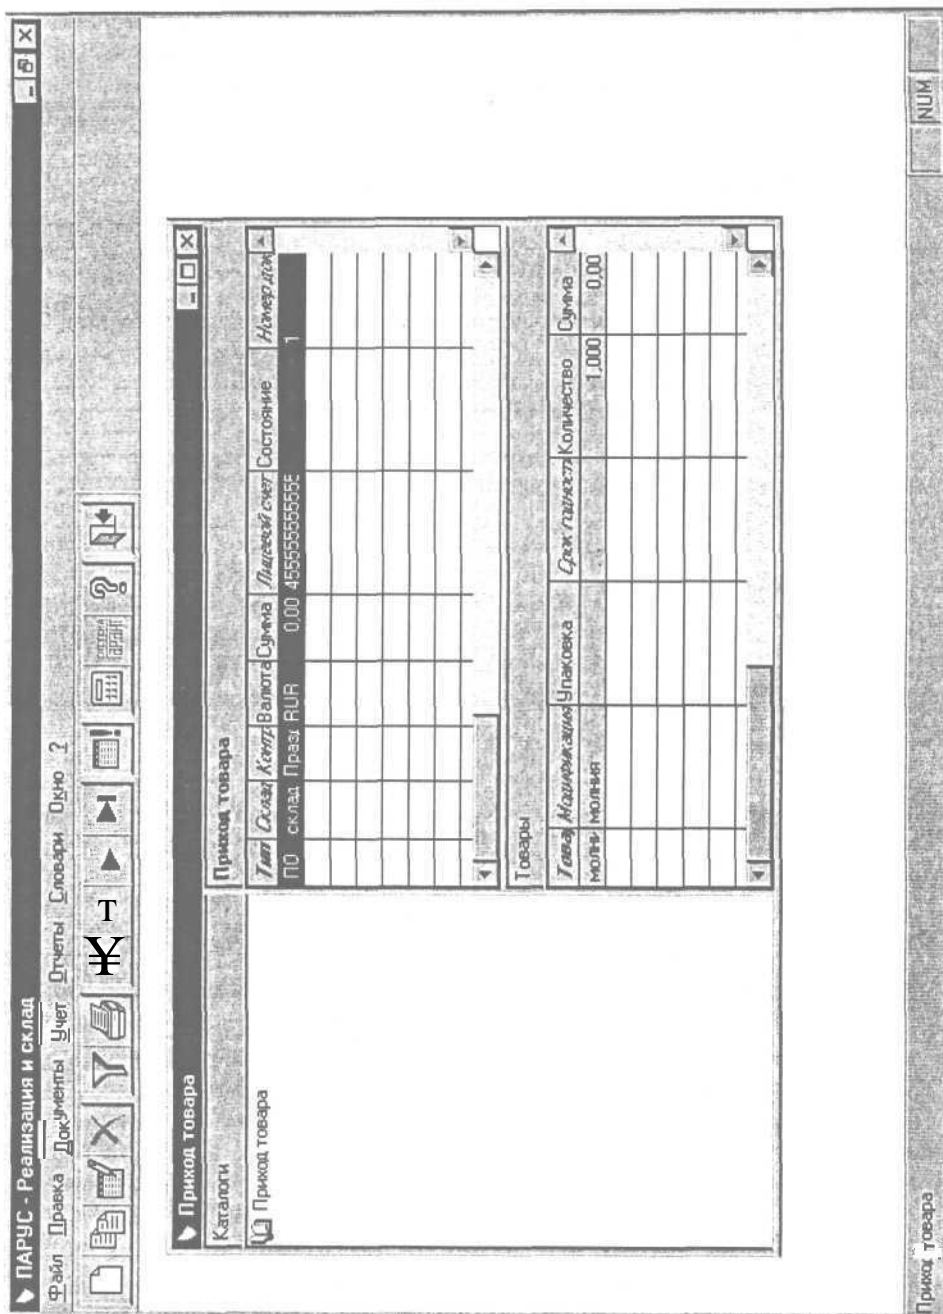 ПАРУС - Реализация и склад
Файл Правка Документы Учет Отчеты Словари Окно ?
¥ т
Приход товара
Каталоги
Приход товара
Приход товара
Тип Склад Контр Валюта Сумма Лицевой счет Состояние Номер док
ПО склад Празд RUR 0,00 45555555555 1
Товары
Товар Модификация Упаковка Срок годности Количество Сумма
молни молния 1,000 0,00
Приход товара NUM